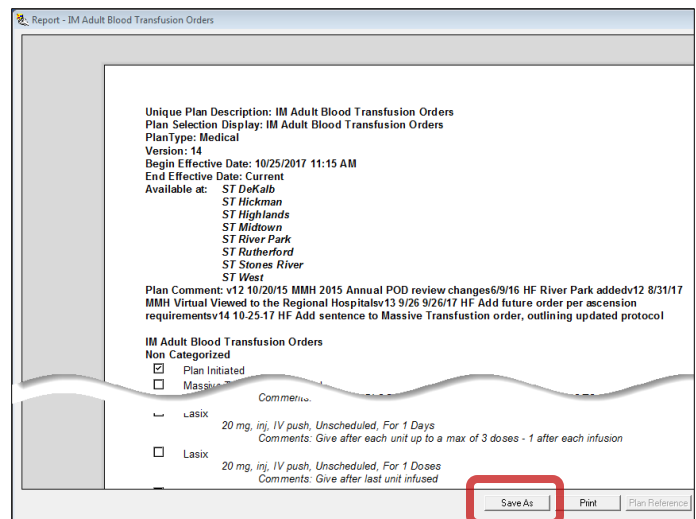 Report - IM Adult Blood Transfusion Orders
Unique Plan Description: IM Adult Blood Transfusion Orders
Plan Selection Display: IM Adult Blood Transfusion Orders
PlanType: Medical
Version: 14
Begin Effective Date: 10/25/2017 11:15 AM
End Effective Date: Current
Available at: ST DeKalb
ST Hickman
ST Highlands
ST Midtown
ST River Park
ST Rutherford
ST Stones River
ST West
Plan Comment: v12 10/20/15 MMH 2015 Annual POD review changes6/9/16 HF River Park addedv12 8/31/17
MMH Virtual Viewed to the Regional Hospitalsv13 9/26 9/26/17 HF Add future order per ascension
requirementsv14 10-25-17 HF Add sentence to Massive Transfustion order, outlining updated protocol
IM Adult Blood Transfusion Orders
Non Categorized
Plan Initiated
Massive
Comments:
Lasix
20 mg, inj, IV push, Unscheduled, For 1 Days
Comments: Give after each unit up to a max of 3 doses - 1 after each infusion
Lasix
20 mg, inj, IV push, Unscheduled, For 1 Doses
Comments: Give after last unit infused
Save As Print Plan Reference